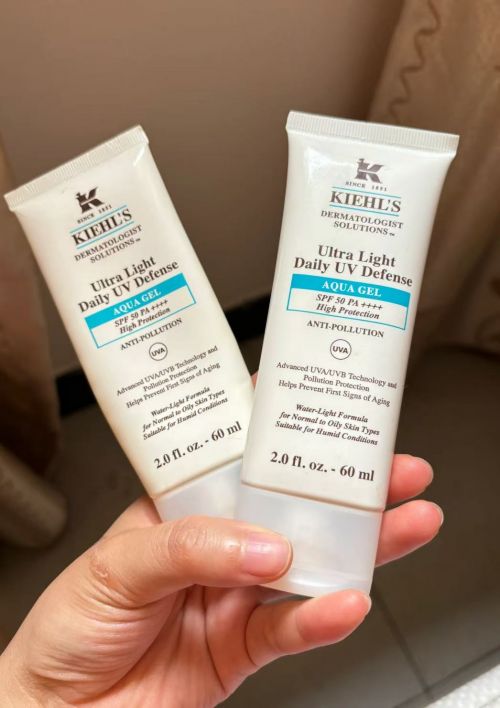 K
SINCE 1851
KIEHL'S
DERMATOLOGIST
SOLUTIONS™
Ultra Light
Daily UV Defense
AQUA GEL
SPF 50 PA ++++
High Protection
ANTI-POLLUTION
UVA
Advanced UVA/UVB Technology and
Pollution Protection
Helps Prevent First Signs of Aging
Water-Light Formula
for Normal to Oily Skin Types
Suitable for Humid Conditions
2.0 fl. oz. - 60 ml
K
SINCE 1851
KIEHL'S
DERMATOLOGIST
SOLUTIONS™
Ultra Light
Daily UV Defense
AQUA GEL
SPF 50 PA ++++
High Protection
ANTI-POLLUTION
UVA
Advanced UVA/UVB Technology and
Pollution Protection
Helps Prevent First Signs of Aging
Water-Light Formula
for Normal to Oily Skin Types
Suitable for Humid Conditions
2.0 fl. oz. - 60 ml